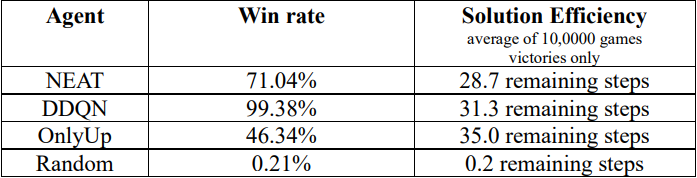 Agent Win rate Solution Efficiency
average of 10,0000 games
victories only
NEAT 71.04% 28.7 remaining steps
DDQN 99.38% 31.3 remaining steps
OnlyUp 46.34% 35.0 remaining steps
Random 0.21% 0.2 remaining steps